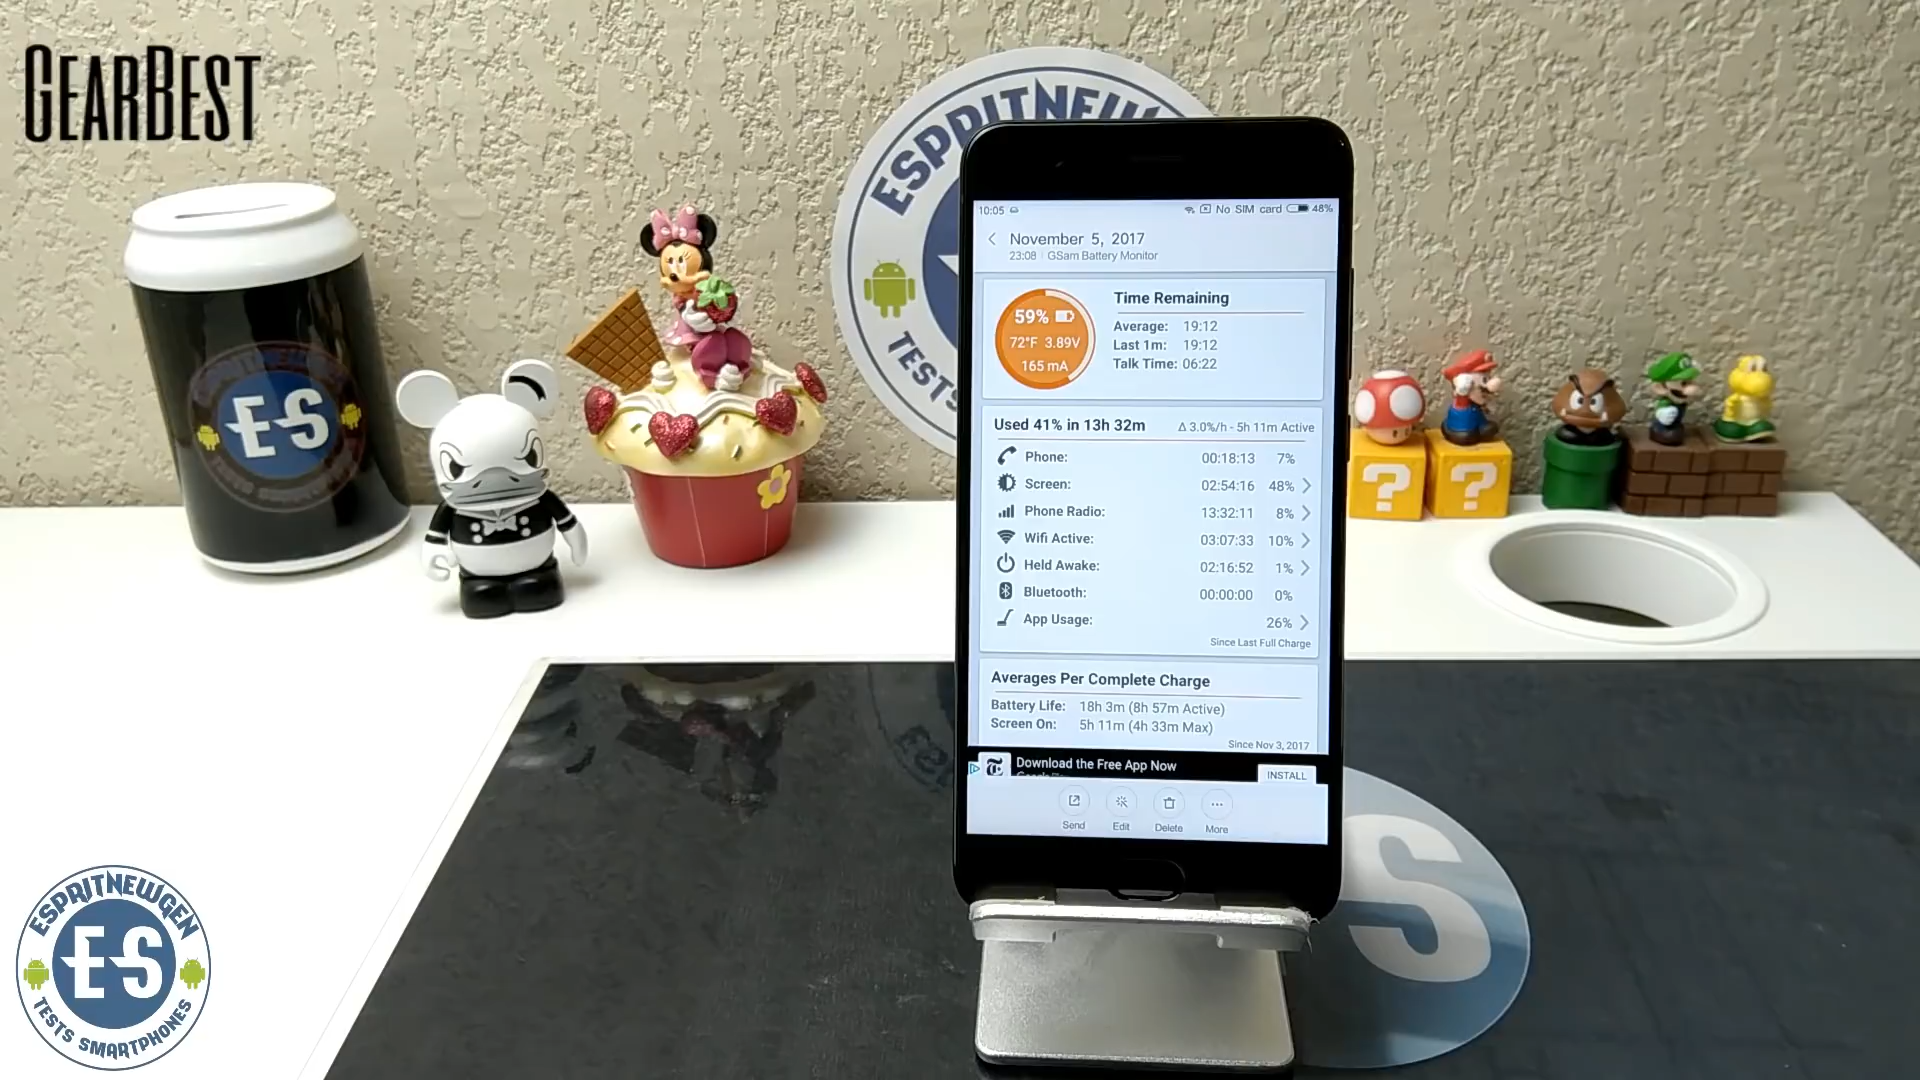 GEARBEST
ESPRITNEW
TESTS
ES
10:05
No SIM card 48%
November 5, 2017
23:08 | GSam Battery Monitor
59%
72°F 3.89V
165 mA
Time Remaining
Average: 19:12
Last 1m: 19:12
Talk Time: 06:22
Used 41% in 13h 32m Δ 3.0%/h - 5h 11m Active
Phone: 00:18:13 7%
Screen: 02:54:16 48%
Phone Radio: 13:32:11 8%
Wifi Active: 03:07:33 10%
Held Awake: 02:16:52 1%
Bluetooth: 00:00:00 0%
App Usage: 26%
Since Last Full Charge
Averages Per Complete Charge
Battery Life: 18h 3m (8h 57m Active)
Screen On: 5h 11m (4h 33m Max)
Since Nov 3, 2017
Download the Free App Now
INSTALL
Send Edit Delete More
? ?
S
ESPRITNEWGEN
ES
TESTS SMARTPHONES